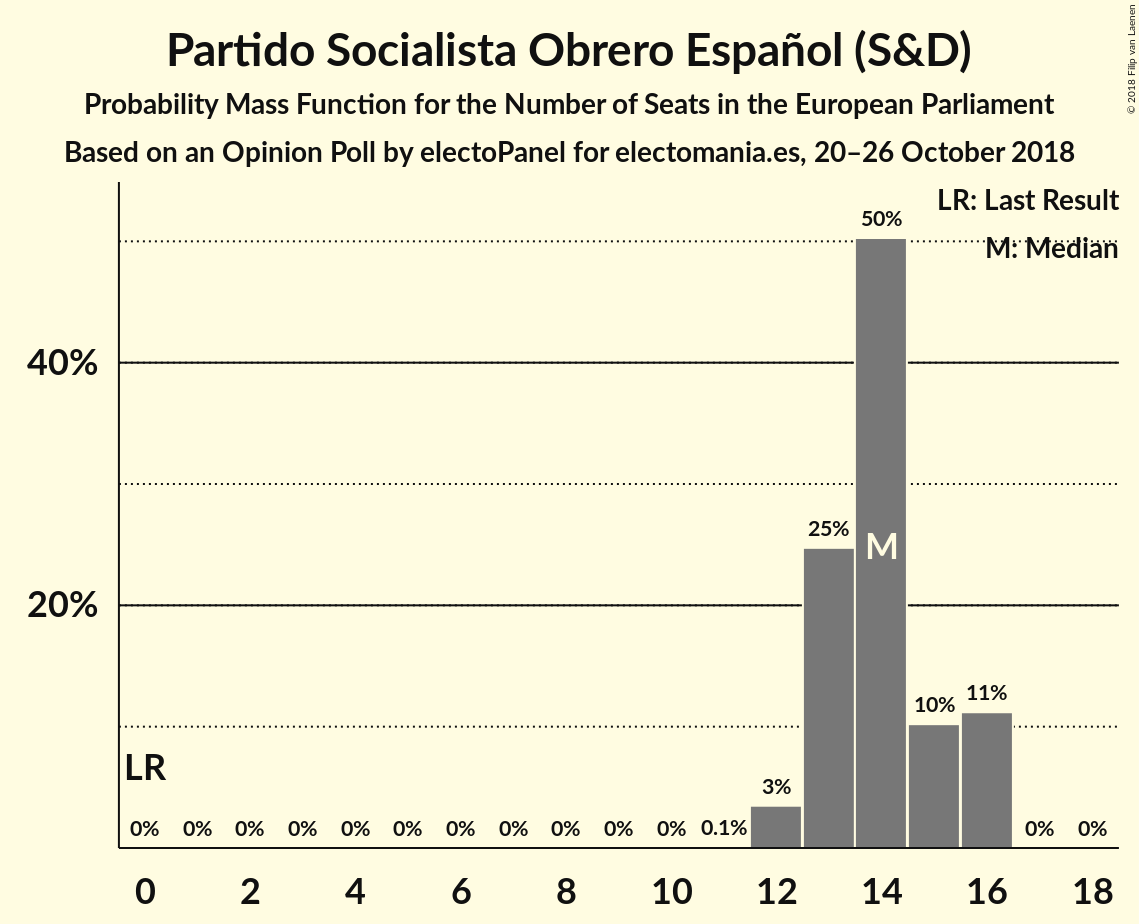 Partido Socialista Obrero Español (S&D)
Probability Mass Function for the Number of Seats in the European Parliament
Based on an Opinion Poll by electoPanel for electomania.es, 20–26 October 2018
© 2018 Filip van Laenen
LR: Last Result
M: Median
50%
40%
25%
M
20%
11%
10%
LR
3%
0% 0% 0% 0% 0% 0% 0% 0% 0% 0% 0% 0.1% 0% 0%
0 2 4 6 8 10 12 14 16 18